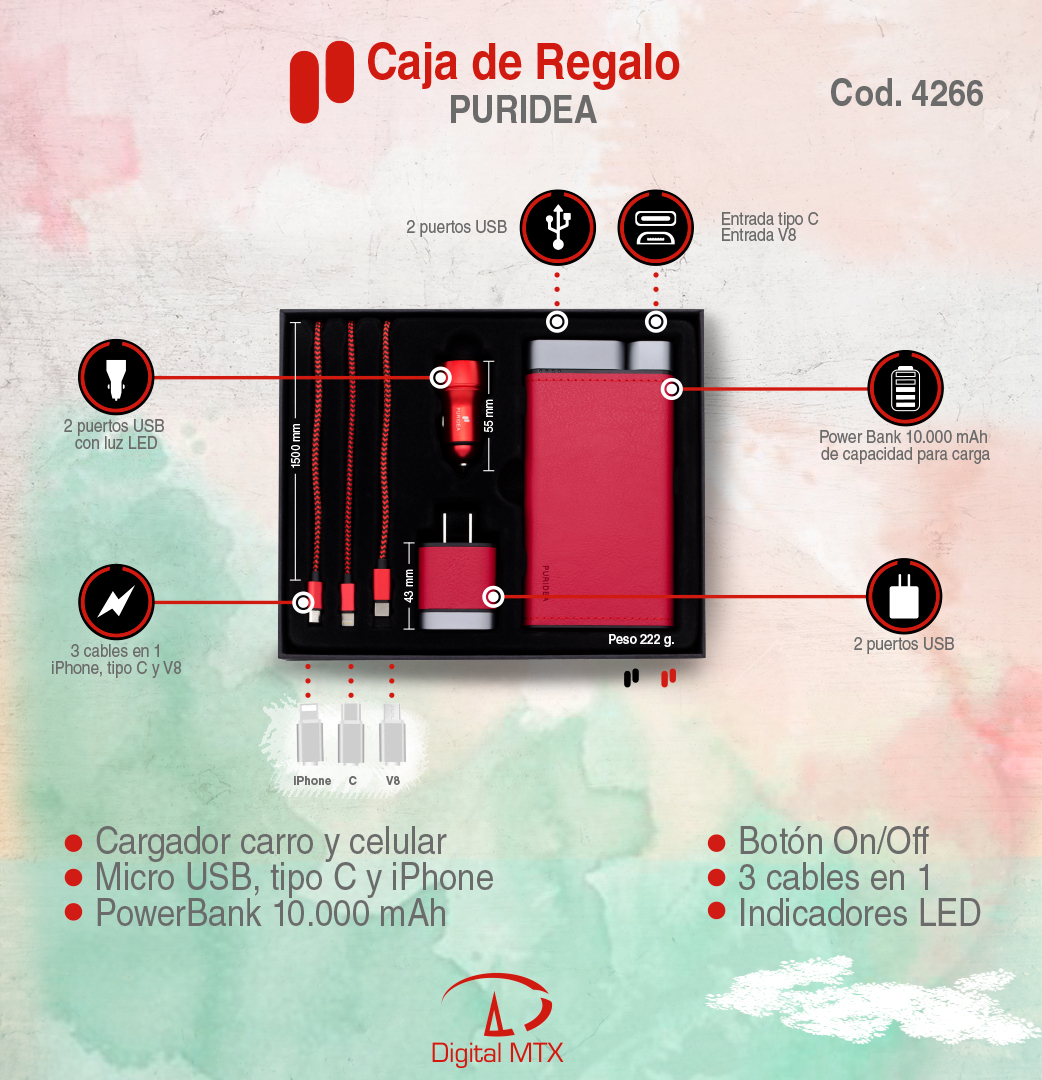 Caja de Regalo
PURIDEA
Cod. 4266
2 puertos USB
Entrada tipo C
Entrada V8
2 puertos USB
con luz LED
1500 mm
PURIDEA
55 mm
Power Bank 10.000 mAh
de capacidad para carga
43 mm
PURIDEA
3 cables en 1
iPhone, tipo C y V8
2 puertos USB
Peso 222 g.
IPhone
C
V8
Cargador carro y celular
Micro USB, tipo C y iPhone
PowerBank 10.000 mAh
Botón On/Off
3 cables en 1
Indicadores LED
Digital MTX